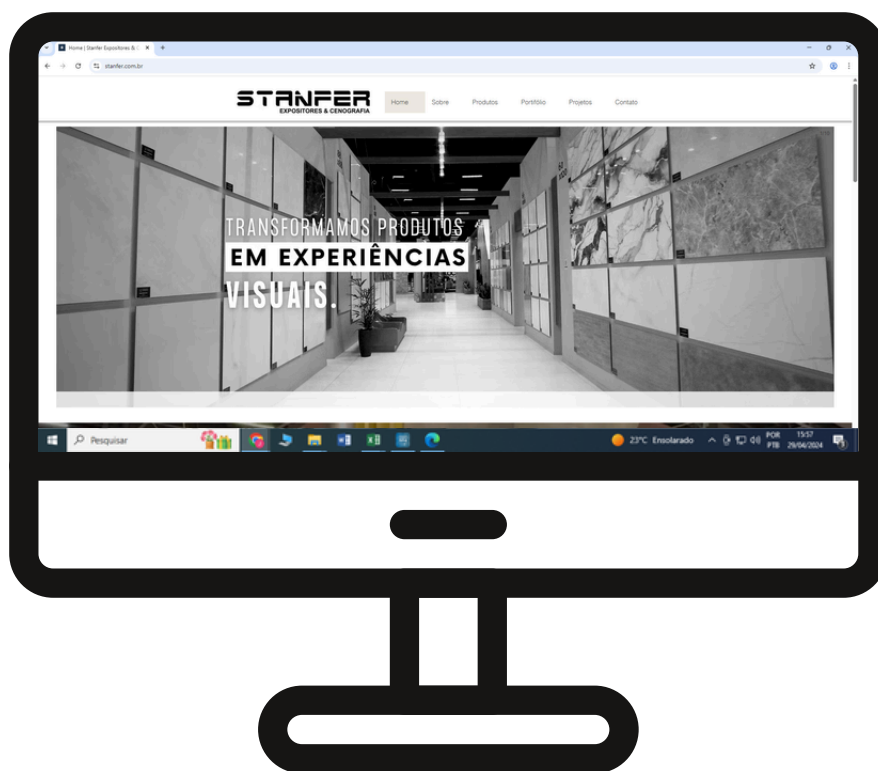 Home | Stanfer Expositores &
stanfer.com.br
STANFER
EXPOSITORES & CENOGRAFIA
Home Sobre Produtos Portfólio Projetos Contato
TRANSFORMAMOS PRODUTOS
EM EXPERIÊNCIAS
VISUAIS.
Pesquisar
23°C Ensolarado
POR
PTB
15:57
29/04/2024